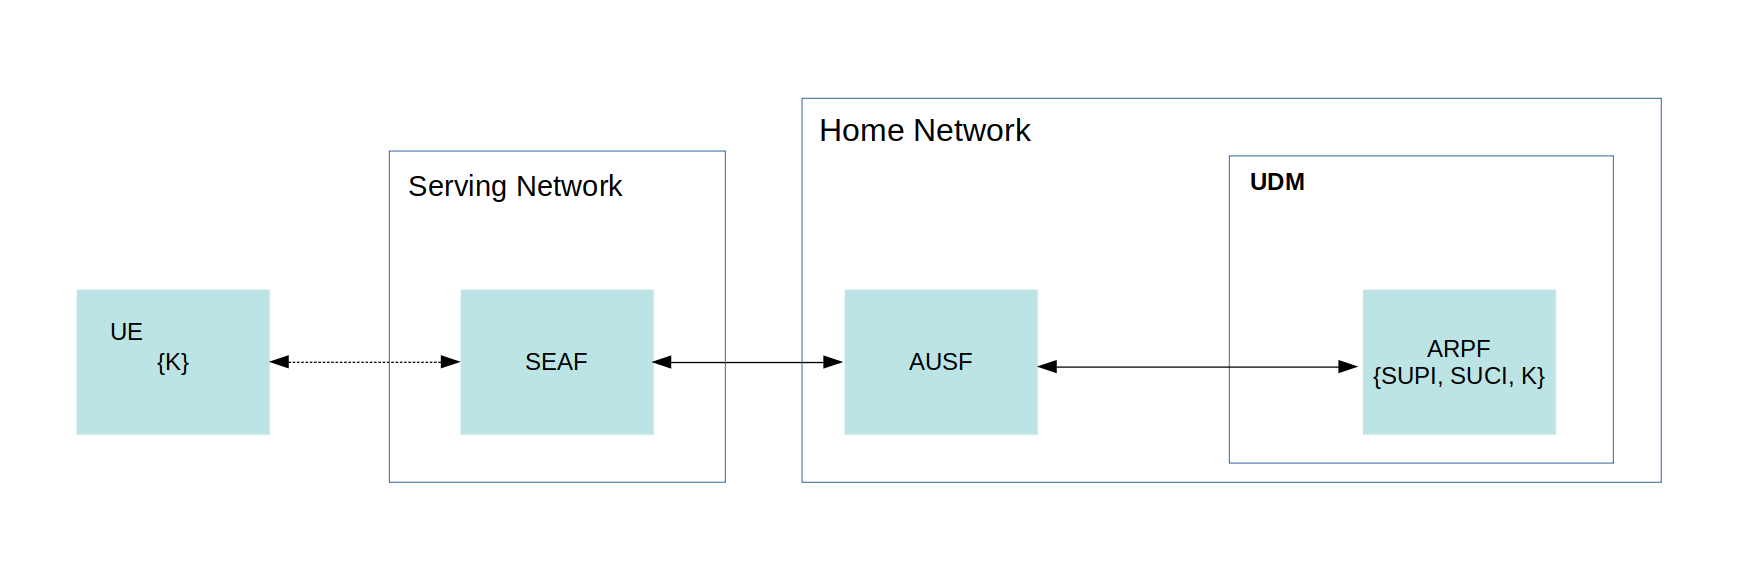 Home Network
Serving Network
UDM
UE
{K}
SEAF
AUSF
ARPF
{SUPI, SUCI, K}